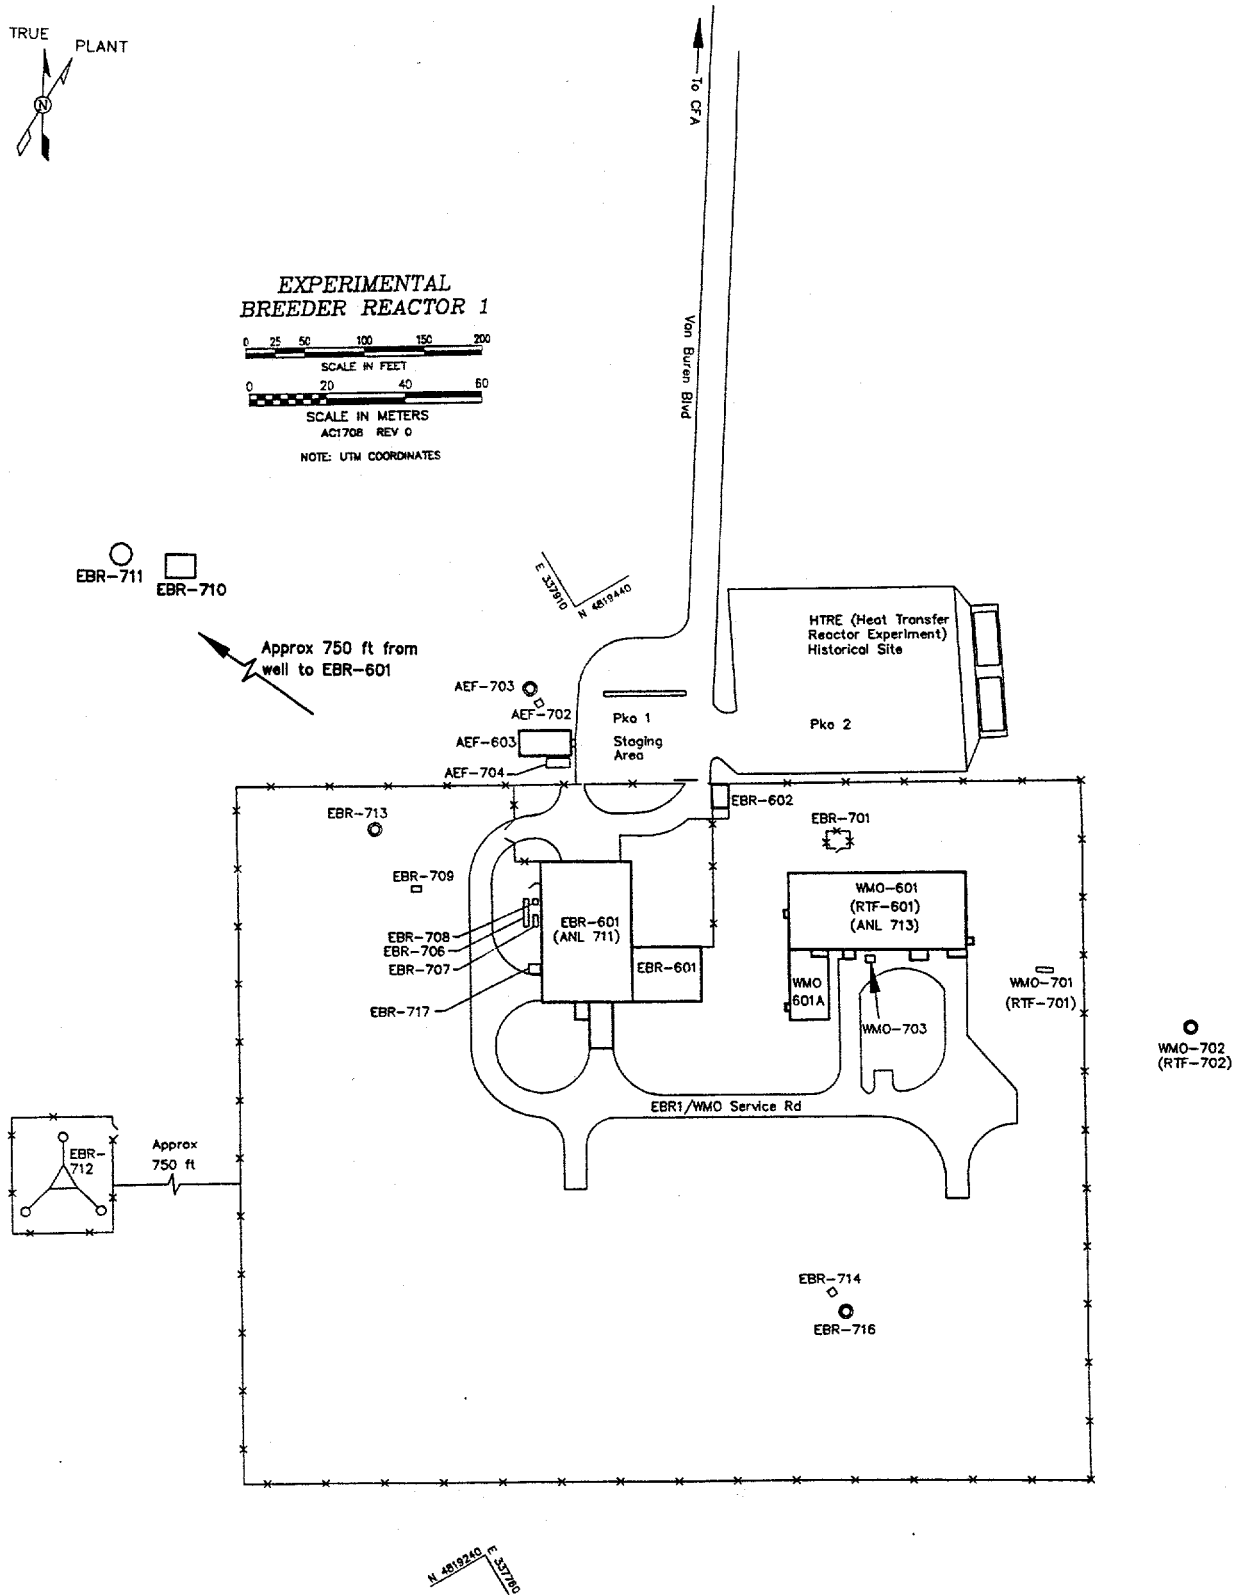 TRUE
PLANT
N
To CFA
EXPERIMENTAL
BREEDER REACTOR 1
0 25 50 100 150 200
SCALE IN FEET
0 20 40 60
SCALE IN METERS
AC1708 REV 0
NOTE: UTM COORDINATES
Van Buren Blvd
EBR-711
EBR-710
E 337910
N 4819440
HTRE (Heat Transfer
Reactor Experiment)
Historical Site
Approx 750 ft from
well to EBR-601
AEF-703
AEF-702
Pko 1
Pko 2
AEF-603
Staging
Area
AEF-704
EBR-602
EBR-713
EBR-701
EBR-709
WMO-601
(RTF-601)
(ANL 713)
EBR-601
(ANL 711)
EBR-708
EBR-706
EBR-707
EBR-601
WMO
601A
WMO-701
(RTF-701)
EBR-717
WMO-703
WMO-702
(RTF-702)
EBR1/WMO Service Rd
EBR-
712
Approx
750 ft
EBR-714
EBR-716
N 4819240
E 337760